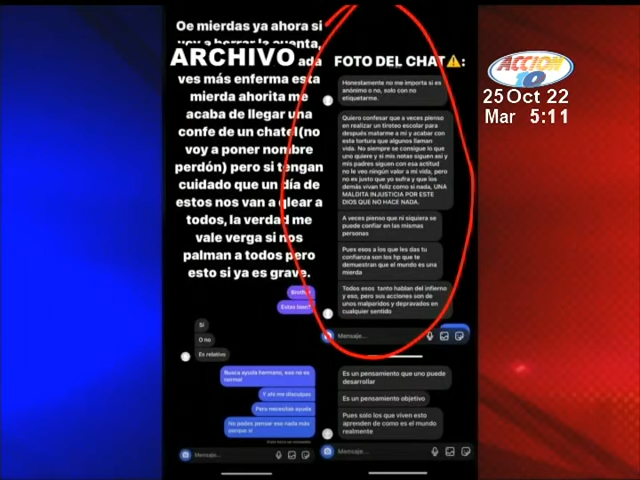 Oe mierdas ya ahora si
voy a borrar la cuenta,
ARCHIVO
ada
ves más enferma esta
mierda ahorita me
acaba de llegar una
confe de un chatel(no
voy a poner nombre
perdón) pero si tengan
cuidado que un día de
estos nos van a qlear a
todos, la verdad me
vale verga si nos
palman a todos pero
esto si ya es grave.
Brother
Estas bien?
Si
O no
Es relativo
Busca ayuda hermano, eso no es
normal
Y ahi me disculpas
Pero necesitas ayuda
No podes pensar eso nada más
porque si
Mensaje...
FOTO DEL CHAT⚠️:
Honestamente no me importa si es
anónimo o no, solo con no
etiquetarme.
Quiero confesar que a veces pienso
en realizar un tiroteo escolar para
después matarme a mi y acabar con
esta tortura que algunos llaman
vida. No siempre se consigue lo que
uno quiere y si mis notas siguen asi y
mis padres siguen con esa actitud
no le veo ningún valor a mi vida, pero
no es justo que yo sufra y que los
demás vivan feliz como si nada, UNA
MALDITA INJUSTICIA POR ESTE
DIOS QUE NO HACE NADA.
A veces pienso que ni siquiera se
puede confiar en las mismas
personas
Pues esos a los que les das tu
confianza son los hp que te
demuestran que el mundo es una
mierda
Todos esos tanto hablan del infierno
y eso, pero sus acciones son de
unos malparidos y depravados en
cualquier sentido
Mensaje...
Es un pensamiento que uno puede
desarrollar
Es un pensamiento objetivo
Pues solo los que viven esto
aprenden de como es el mundo
realmente
Mensaje...
ACCION
10
25 Oct 22
Mar 5:11